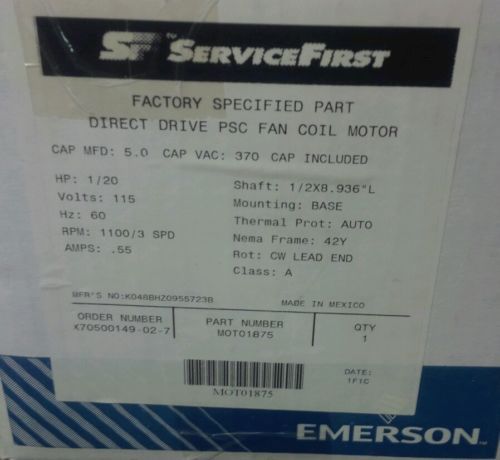 SF™ SERVICEFIRST
FACTORY SPECIFIED PART
DIRECT DRIVE PSC FAN COIL MOTOR
CAP MFD: 5.0 CAP VAC: 370 CAP INCLUDED
HP: 1/20
Volts: 115
Hz: 60
RPM: 1100/3 SPD
AMPS: .55
Shaft: 1/2X8.936"L
Mounting: BASE
Thermal Prot: AUTO
Nema Frame: 42Y
Rot: CW LEAD END
Class: A
MFR'S NO:K048BHZ0955723B
MADE IN MEXICO
ORDER NUMBER
X70500149-02-7
PART NUMBER
MOT01875
QTY
1
MOT01875
DATE:
1F1C
EMERSON™